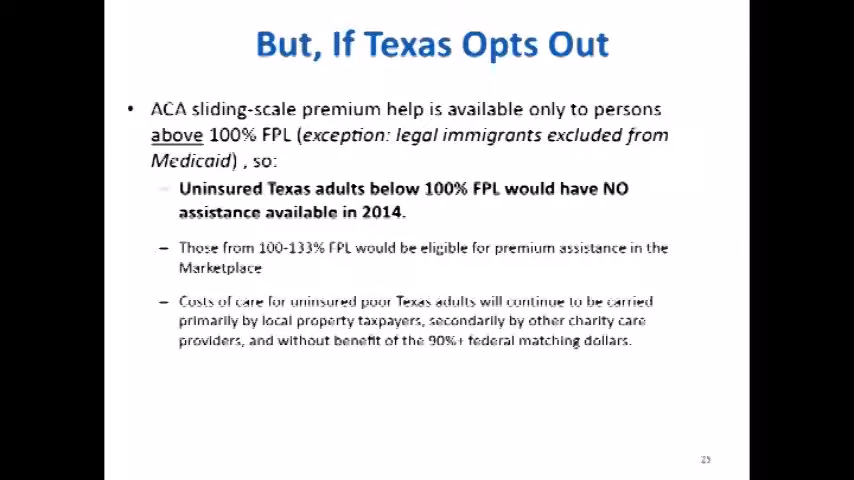 But, If Texas Opts Out
• ACA sliding-scale premium help is available only to persons
above 100% FPL (exception: legal immigrants excluded from
Medicaid) , so:
– Uninsured Texas adults below 100% FPL would have NO
assistance available in 2014.
– Those from 100-133% FPL would be eligible for premium assistance in the
Marketplace
– Costs of care for uninsured poor Texas adults will continue to be carried
primarily by local property taxpayers, secondarily by other charity care
providers, and without benefit of the 90%+ federal matching dollars.
25